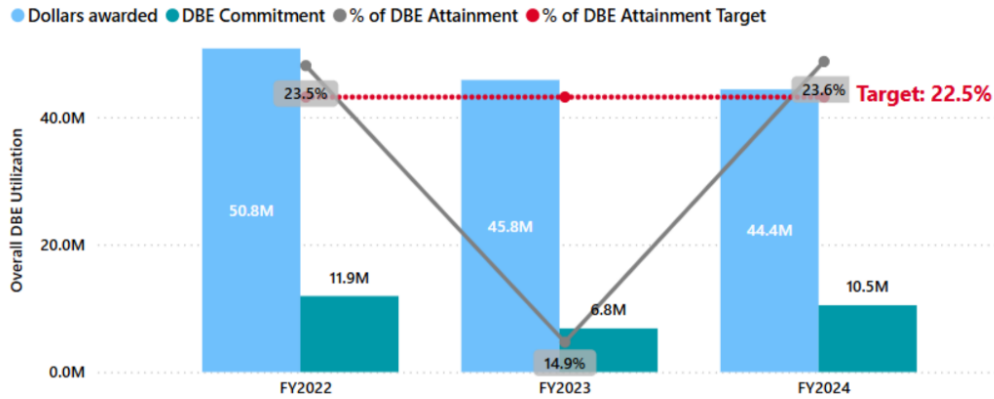 Dollars awarded DBE Commitment % of DBE Attainment % of DBE Attainment Target
Overall DBE Utilization
40.0M
20.0M
0.0M
23.5%
23.6%
Target: 22.5%
50.8M
45.8M
44.4M
11.9M
6.8M
10.5M
14.9%
FY2022
FY2023
FY2024